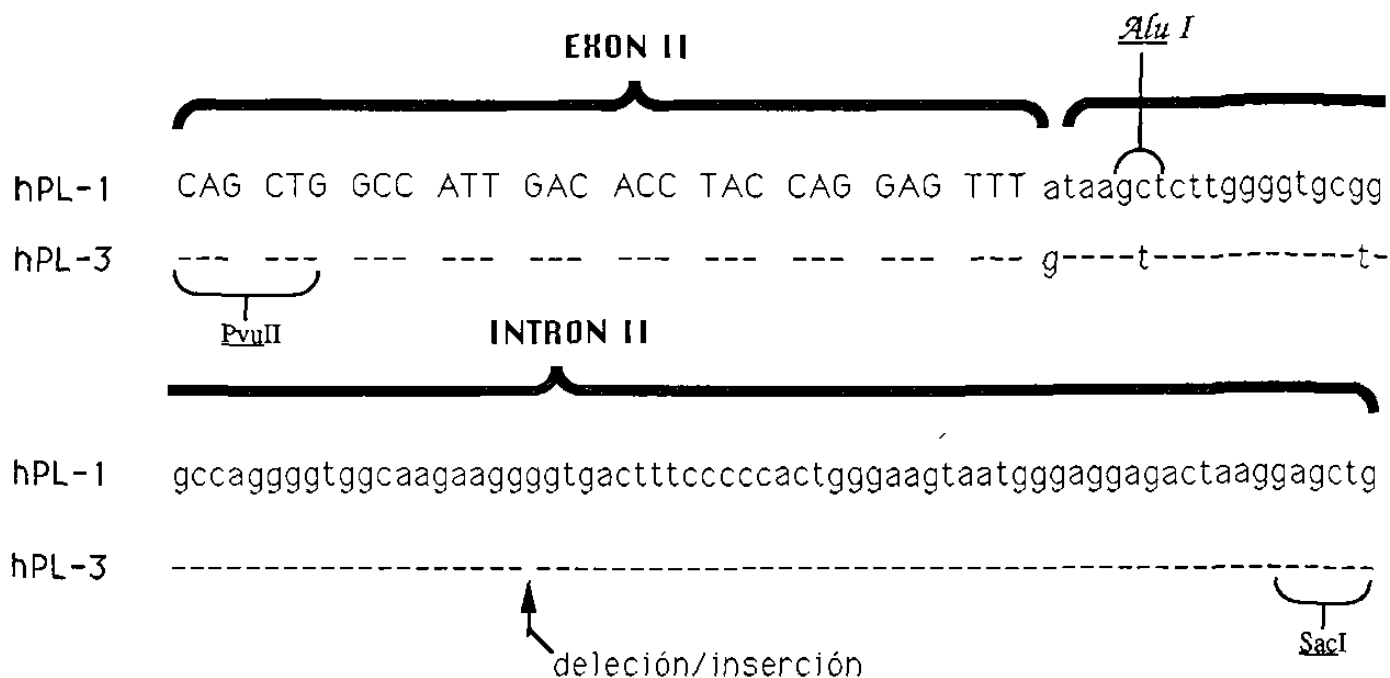 EXON II
Alu I
hPL-1 CAG CTG GCC ATT GAC ACC TAC CAG GAG TTT ataagctcttggggtgcgg
hPL-3 --- --- --- --- --- --- --- --- --- --- g-----t-----------t-
PvuII
INTRON II
hPL-1 gccaggggtggcaagaaggggtgactttcccccactgggaagtaatgggaggagactaaggagctg
hPL-3 ------------------- ----------------------------------------------
SacI
deleción/inserción